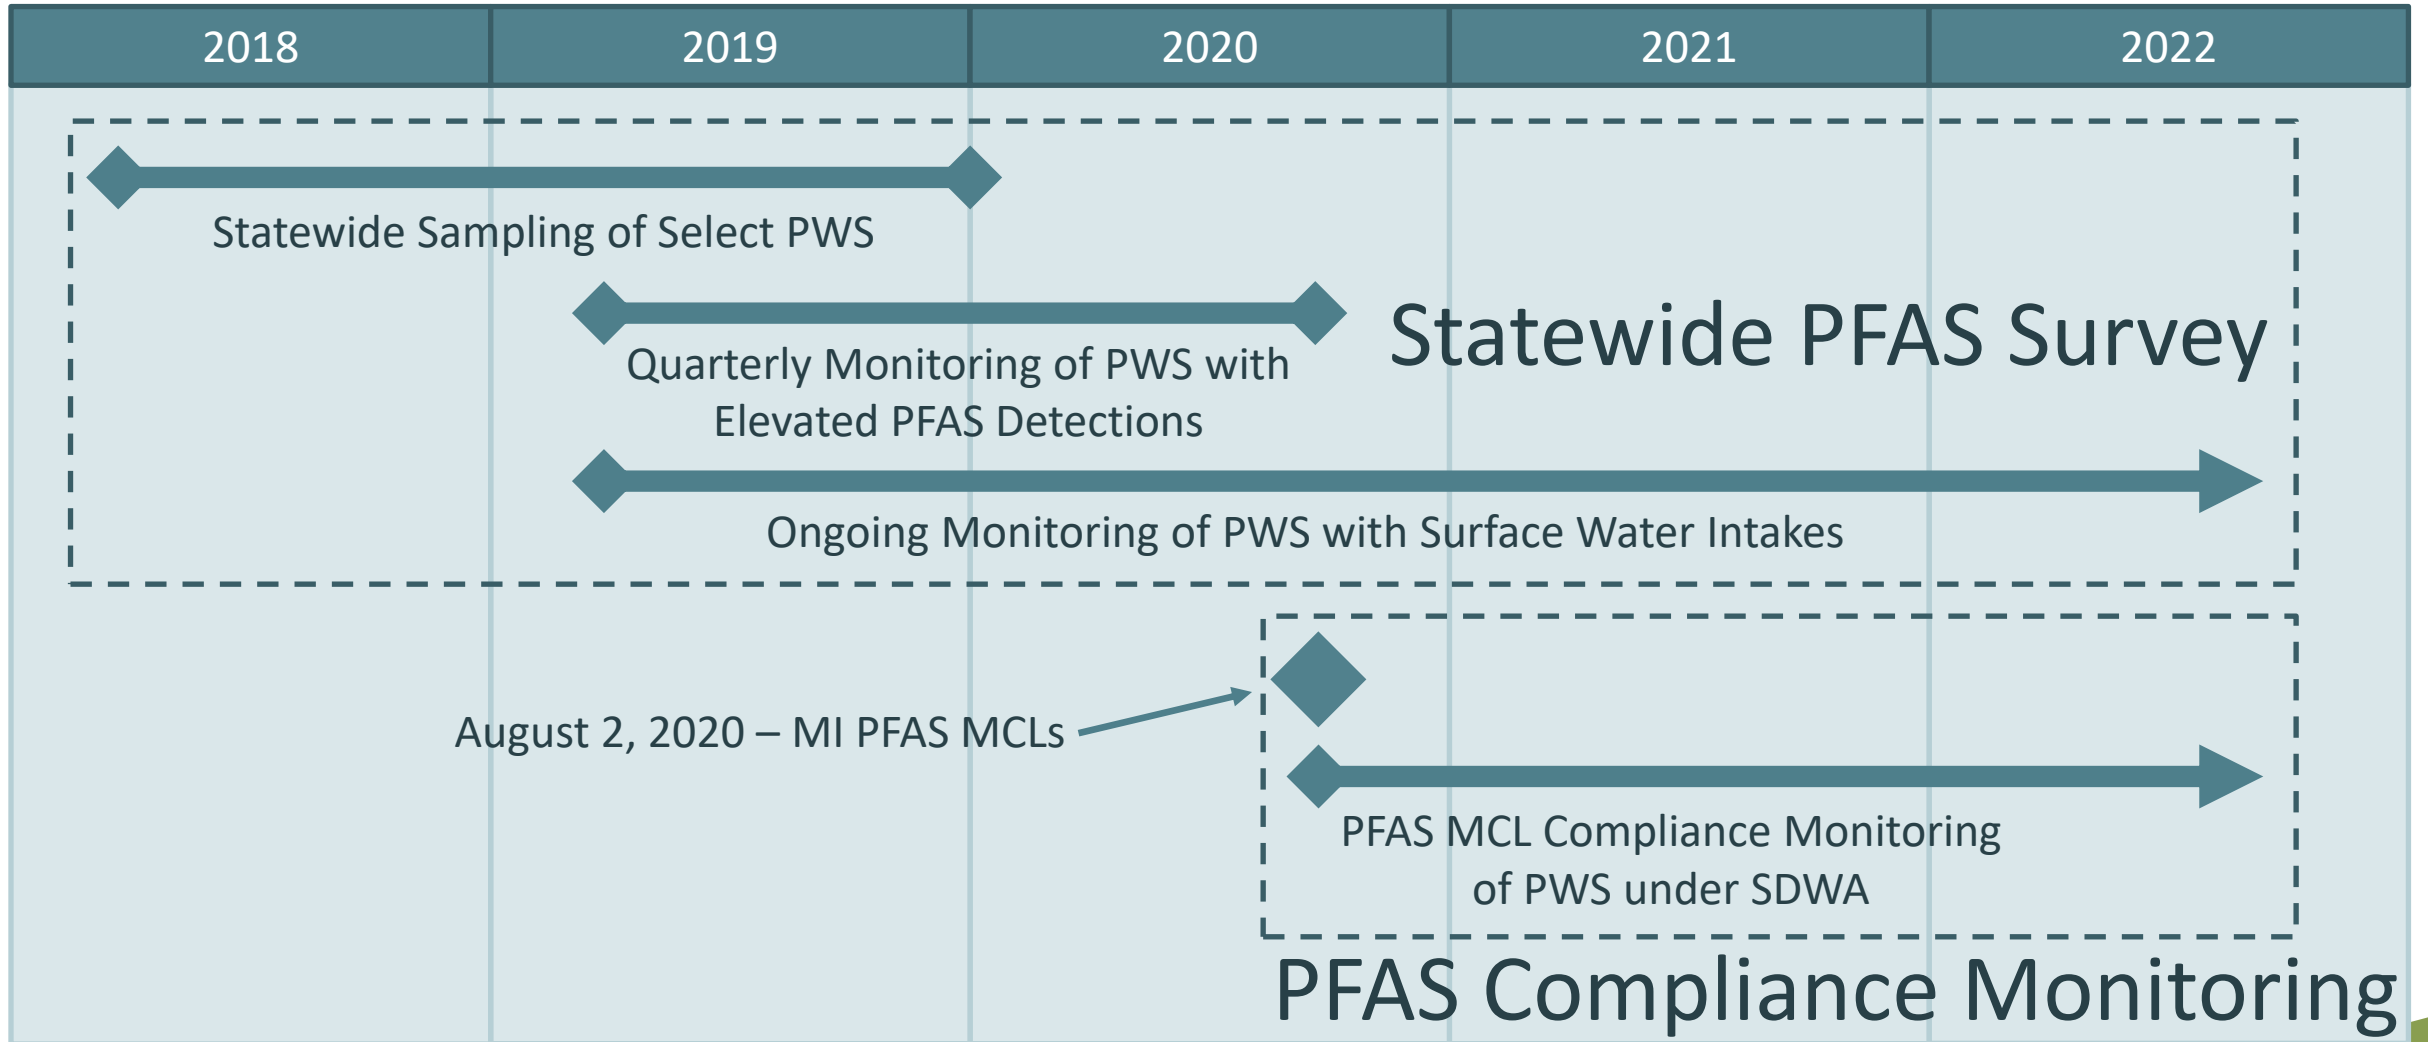 2018 2019 2020 2021 2022
Statewide Sampling of Select PWS
Statewide PFAS Survey
Quarterly Monitoring of PWS with
Elevated PFAS Detections
Ongoing Monitoring of PWS with Surface Water Intakes
August 2, 2020 – MI PFAS MCLs
PFAS MCL Compliance Monitoring
of PWS under SDWA
PFAS Compliance Monitoring